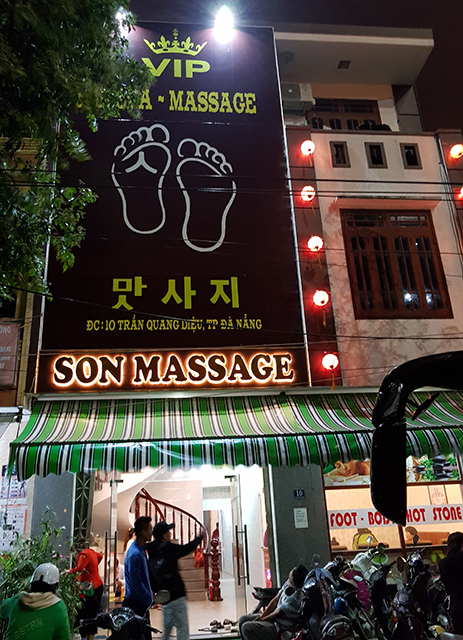 VIP
- MASSAGE
맛사지
ĐC: 10 TRẦN QUANG DIỆU, TP ĐÀ NẴNG
SON MASSAGE
10
FOOT - BODY HOT STONE